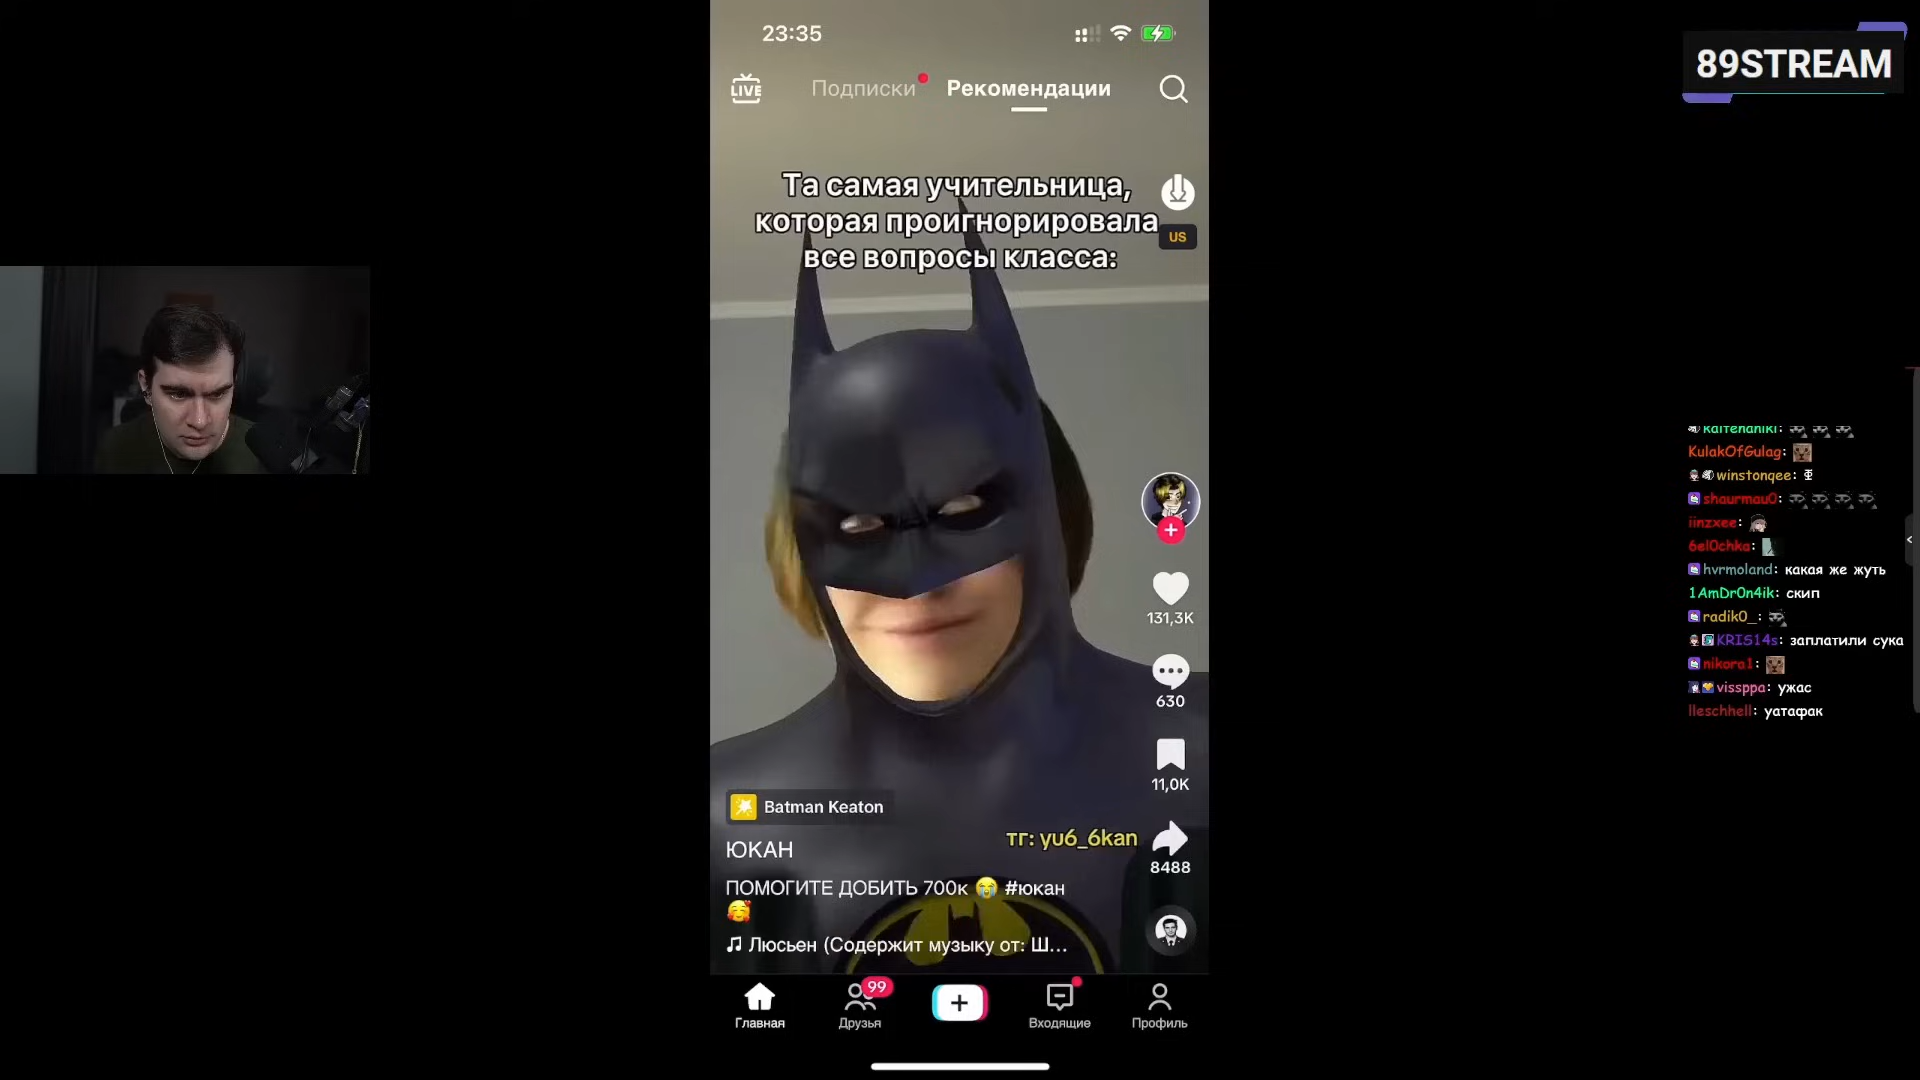 23:35
LIVE
Подписки
Рекомендации
89STREAM
Та самая учительница,
которая проигнорировала
все вопросы класса:
US
131,3K
630
11,0K
8488
Batman Keaton
ЮКАН
тг: yu6_6kan
ПОМОГИТЕ ДОБИТЬ 700к 😭 #юкан
🥰
Люсьен (Содержит музыку от: Ш...
99
Главная
Друзья
Входящие
Профиль
kaifenahiki:
KulakOfGulag:
winstonqee:
shaurmau0:
iinzxee:
6el0chka:
hvrmoland: какая же жуть
1AmDr0n4ik: скип
radik0_:
KRIS14s: заплатили сука
nikora1:
vissppa: ужас
lleschhell: уатафак